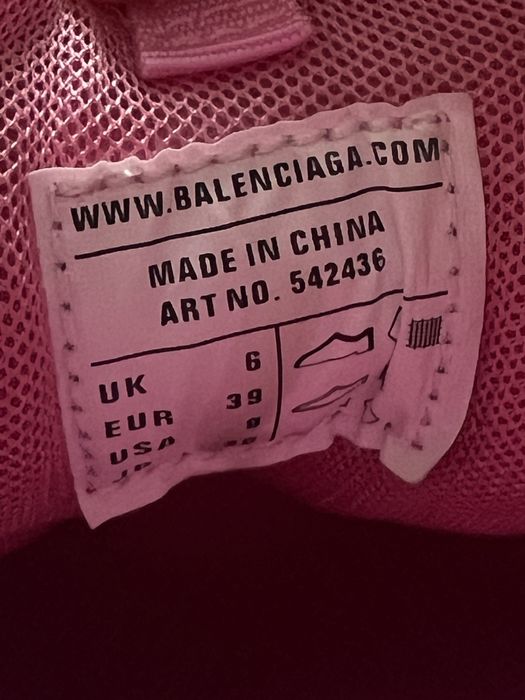 WWW.BALENCIAGA.COM
MADE IN CHINA
ART NO. 542436
UK 6
EUR 39
USA